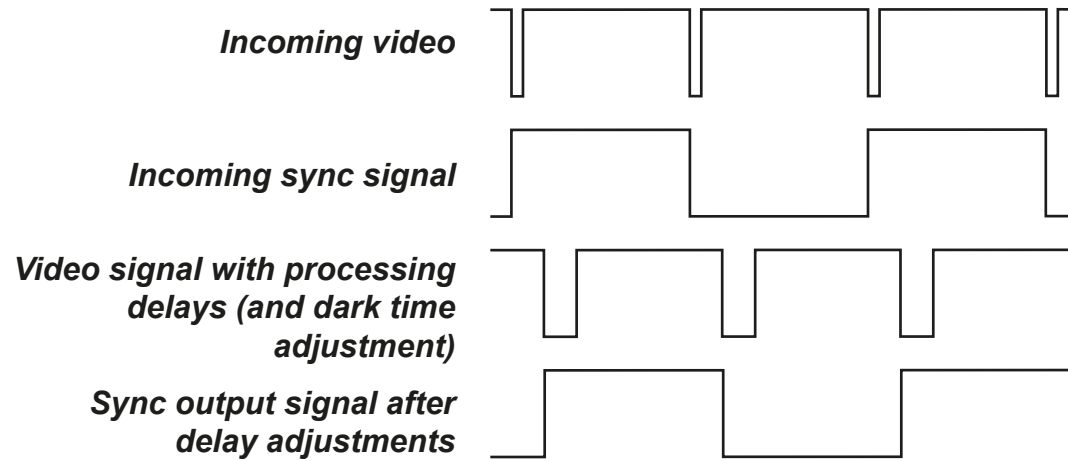 Incoming video
Incoming sync signal
Video signal with processing
delays (and dark time
adjustment)
Sync output signal after
delay adjustments